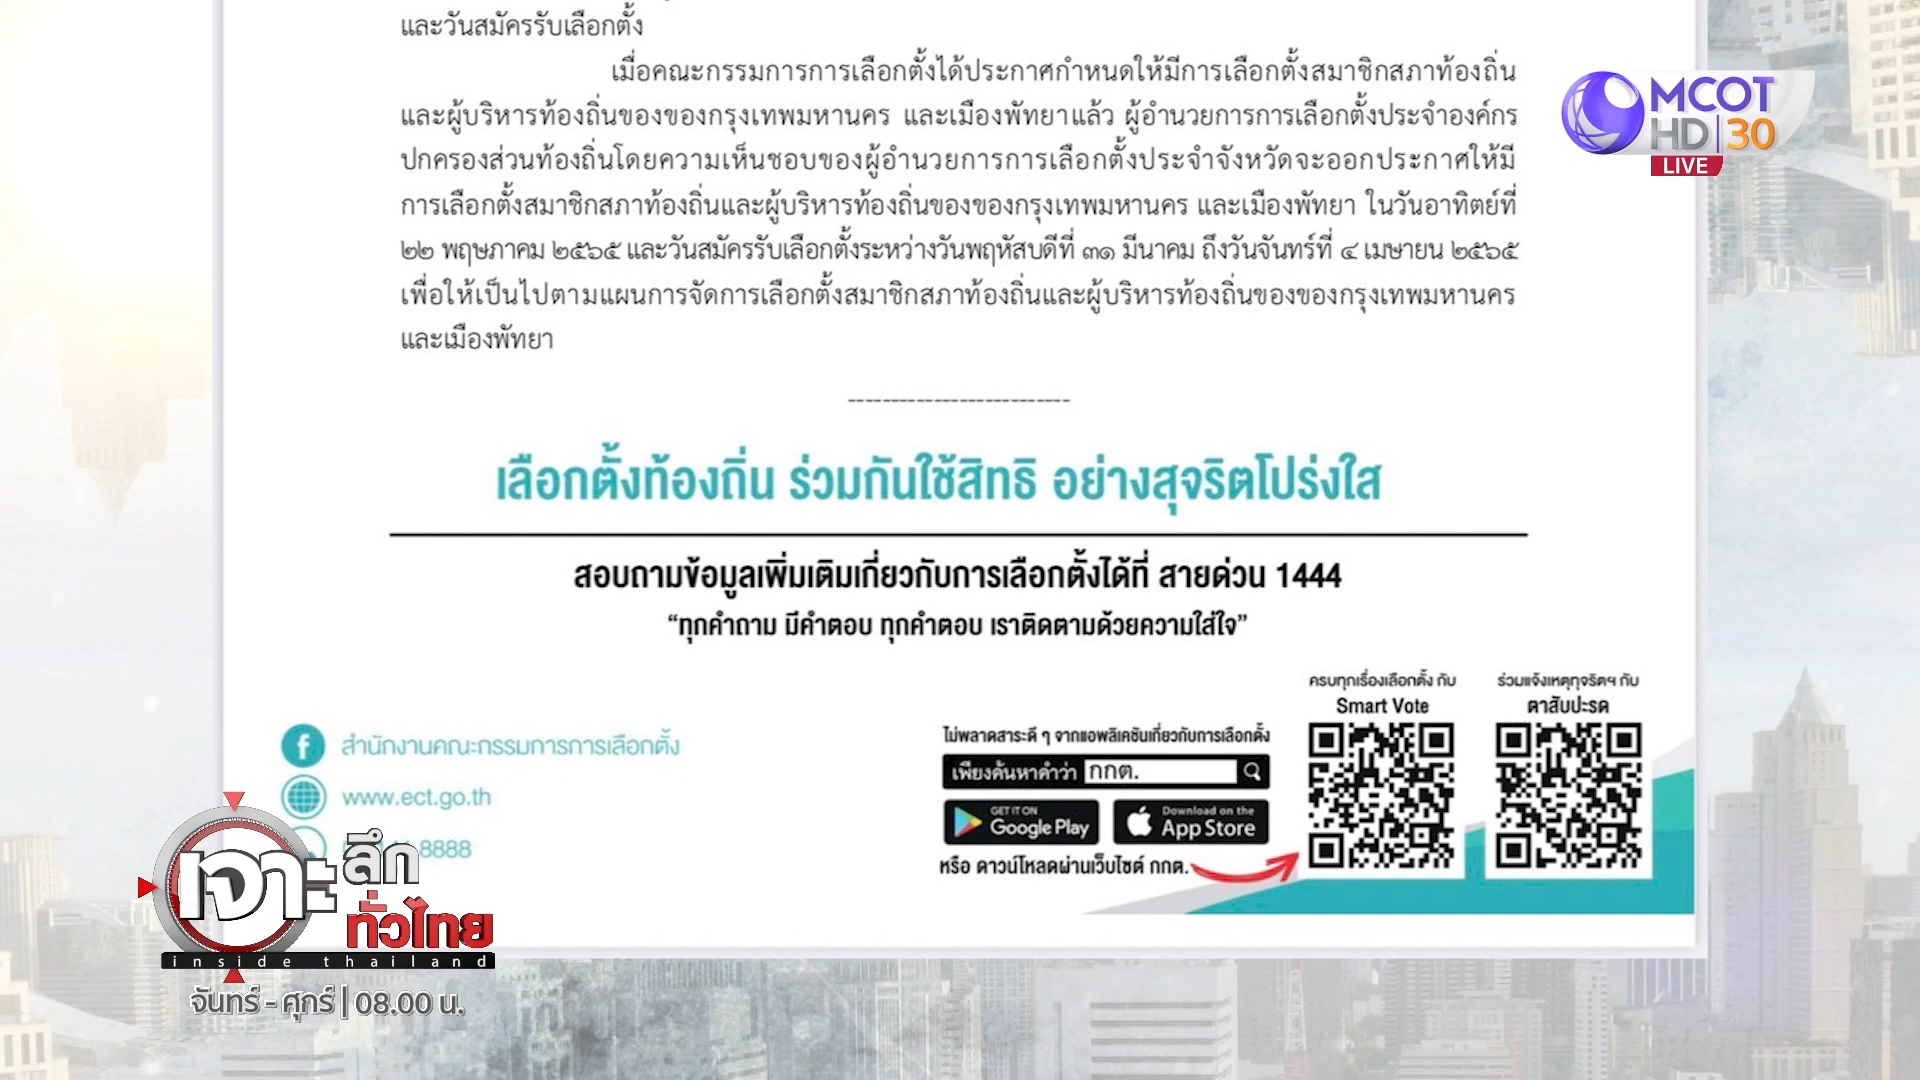 และวันสมัครรับเลือกตั้ง
เมื่อคณะกรรมการการเลือกตั้งได้ประกาศกำหนดให้มีการเลือกตั้งสมาชิกสภาท้องถิ่น
และผู้บริหารท้องถิ่นของของกรุงเทพมหานคร และเมืองพัทยาแล้ว ผู้อำนวยการการเลือกตั้งประจำองค์กร
ปกครองส่วนท้องถิ่นโดยความเห็นชอบของผู้อำนวยการการเลือกตั้งประจำจังหวัดจะออกประกาศให้มี
การเลือกตั้งสมาชิกสภาท้องถิ่นและผู้บริหารท้องถิ่นของของกรุงเทพมหานคร และเมืองพัทยา ในวันอาทิตย์ที่
๒๒ พฤษภาคม ๒๕๖๕ และวันสมัครรับเลือกตั้งระหว่างวันพฤหัสบดีที่ ๓๑ มีนาคม ถึงวันจันทร์ที่ ๔ เมษายน ๒๕๖๕
เพื่อให้เป็นไปตามแผนการจัดการเลือกตั้งสมาชิกสภาท้องถิ่นและผู้บริหารท้องถิ่นของของกรุงเทพมหานคร
และเมืองพัทยา
MCOT
HD 30
LIVE
--------------------------
เลือกตั้งท้องถิ่น ร่วมกันใช้สิทธิ อย่างสุจริตโปร่งใส
สอบถามข้อมูลเพิ่มเติมเกี่ยวกับการเลือกตั้งได้ที่ สายด่วน 1444
“ทุกคำถาม มีคำตอบ ทุกคำตอบ เราติดตามด้วยความใส่ใจ”
สำนักงานคณะกรรมการการเลือกตั้ง
www.ect.go.th
8888
ไม่พลาดสาระดี ๆ จากแอพลิเคชันเกี่ยวกับการเลือกตั้ง
เพียงค้นหาคำว่า กกต.
GET IT ON
Google Play
Download on the
App Store
หรือ ดาวน์โหลดผ่านเว็บไซต์ กกต.
ครบทุกเรื่องเลือกตั้ง กับ
Smart Vote
ร่วมแจ้งเหตุทุจริตฯ กับ
ตาสับปะรด
เจาะลึก
ทั่วไทย
inside thailand
จันทร์ - ศุกร์ | 08.00 น.